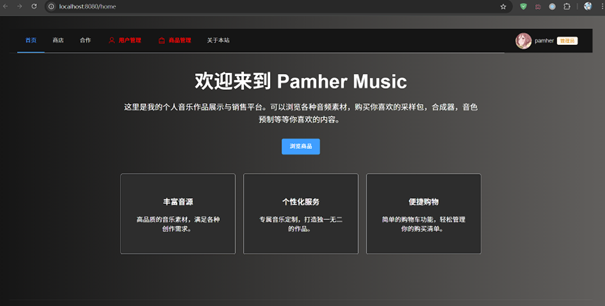 localhost:8080/home
首页 商店 合作 用户管理 商品管理 关于本站 pamher 管理员
欢迎来到 Pamher Music
这里是我的个人音乐作品展示与销售平台。可以浏览各种音频素材，购买你喜欢的采样包，合成器，音色
预制等等你喜欢的内容。
浏览商品
丰富音源 个性化服务 便捷购物
高品质的音乐素材，满足各种 专属音乐定制，打造独一无二 简单的购物车功能，轻松管理
创作需求。 的作品。 你的购买清单。